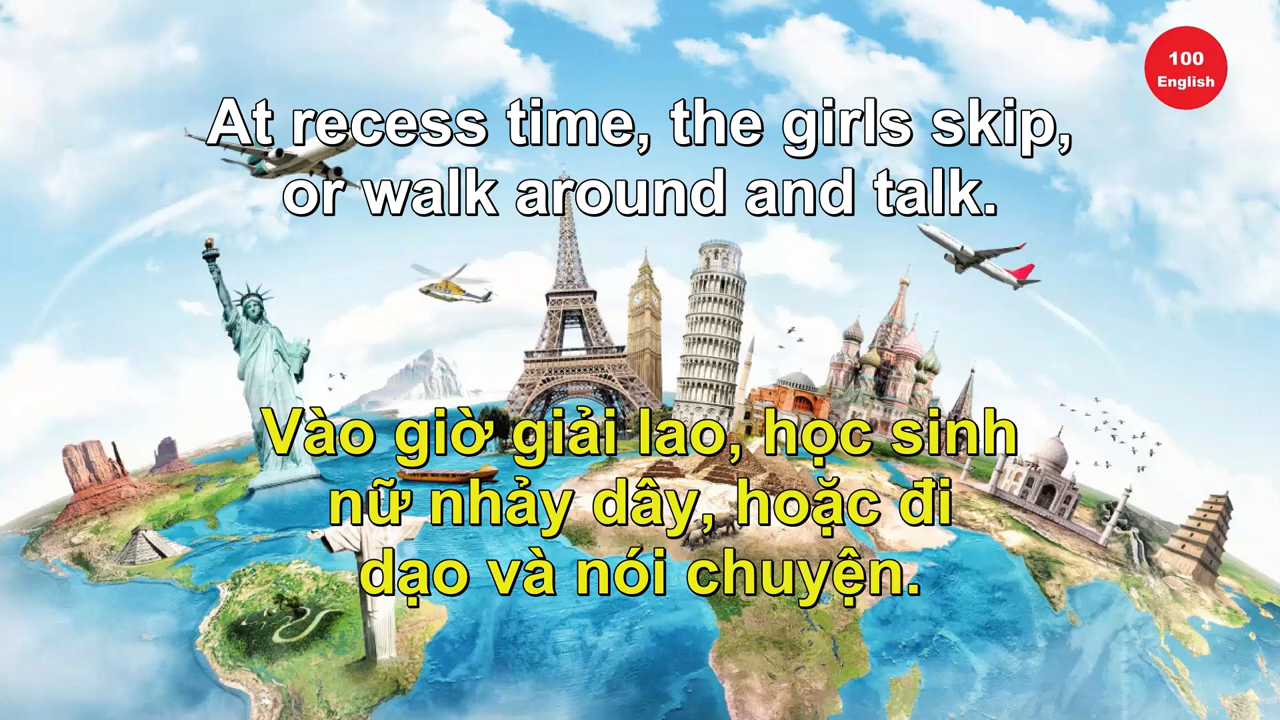 100
English
At recess time, the girls skip,
or walk around and talk.
Vào giờ giải lao, học sinh
nữ nhảy dây, hoặc đi
dạo và nói chuyện.